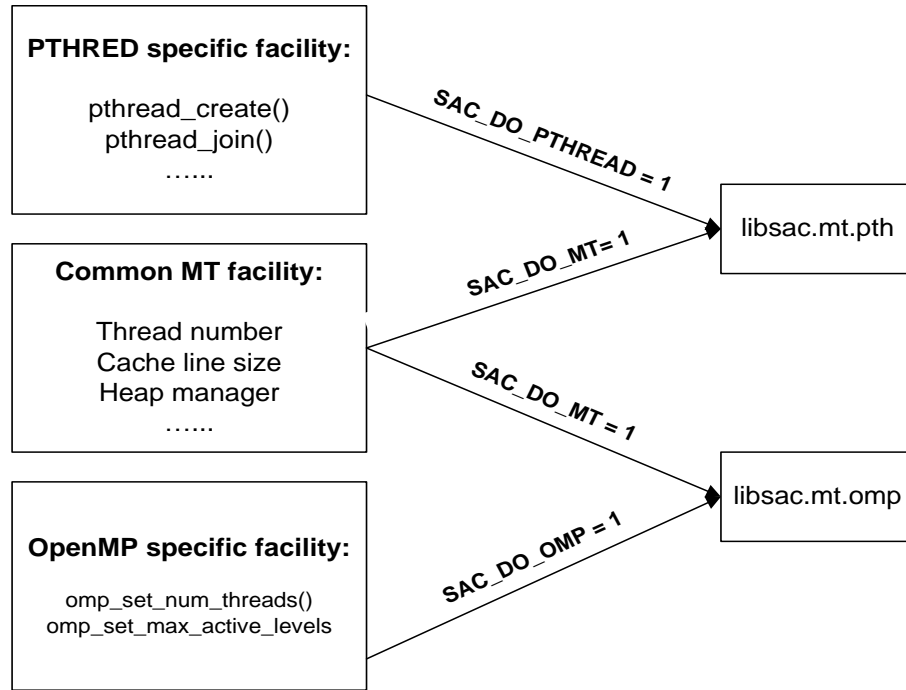 PTHRED specific facility:
pthread_create()
pthread_join()
…...
SAC_DO_PTHREAD = 1
libsac.mt.pth
Common MT facility:
Thread number
Cache line size
Heap manager
…...
SAC_DO_MT= 1
SAC_DO_MT = 1
libsac.mt.omp
OpenMP specific facility:
omp_set_num_threads()
omp_set_max_active_levels
SAC_DO_OMP = 1